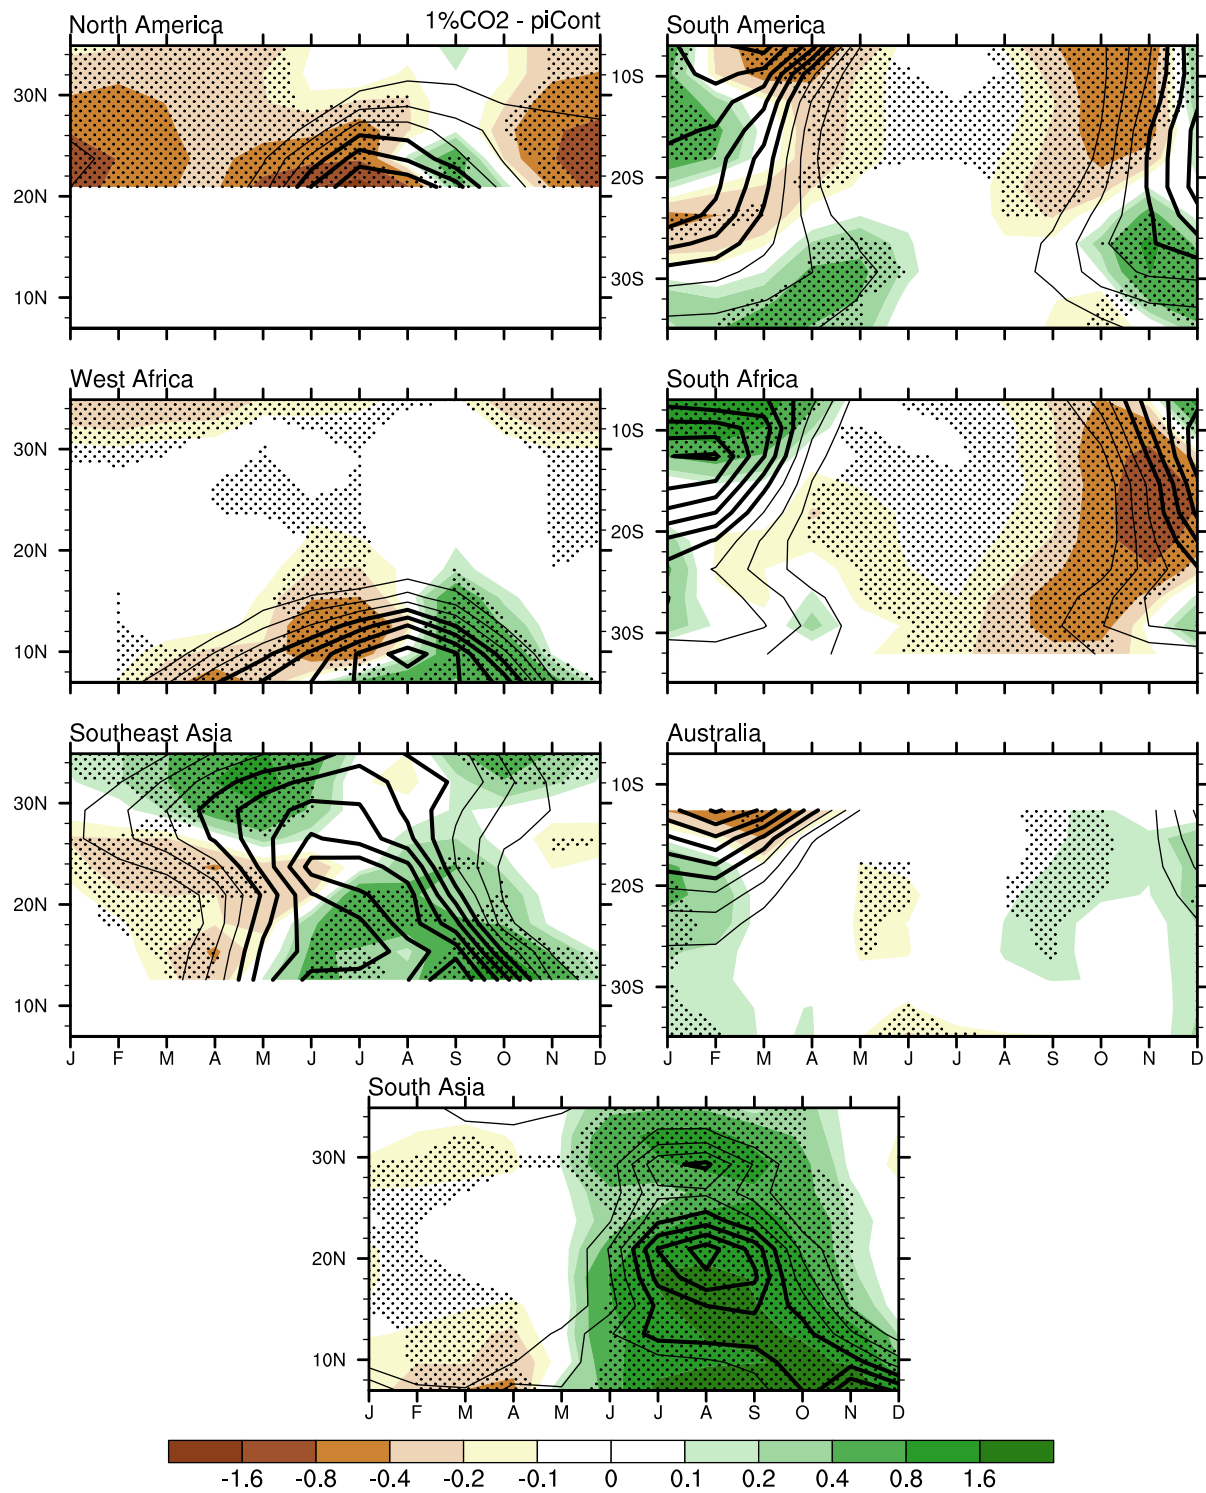 North America 1%CO2 - piCont
South America
30N
20N
10N
10S
20S
30S
West Africa
South Africa
30N
20N
10N
10S
20S
30S
Southeast Asia
Australia
30N
20N
10N
10S
20S
30S
J F M A M J J A S O N D
J F M A M J J A S O N D
South Asia
30N
20N
10N
J F M A M J J A S O N D
-1.6 -0.8 -0.4 -0.2 -0.1 0 0.1 0.2 0.4 0.8 1.6